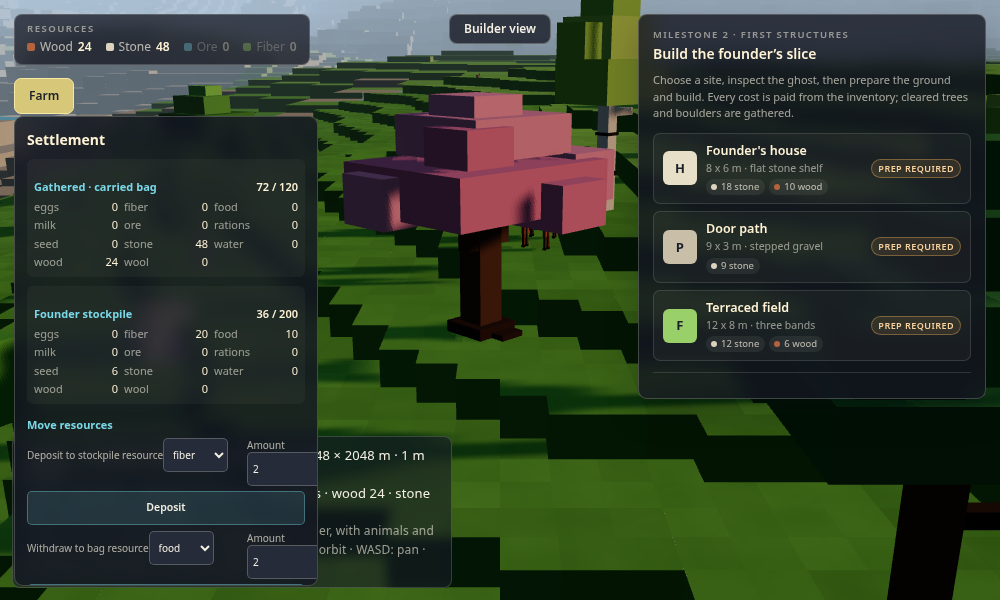 RESOURCES
Wood 24 Stone 48 Ore 0 Fiber 0
Farm
Settlement
Gathered · carried bag 72 / 120
eggs 0 fiber 0 food 0
milk 0 ore 0 rations 0
seed 0 stone 48 water 0
wood 24 wool 0
Founder stockpile 36 / 200
eggs 0 fiber 20 food 10
milk 0 ore 0 rations 0
seed 6 stone 0 water 0
wood 0 wool 0
Move resources
Deposit to stockpile resource fiber Amount 2
Deposit
Withdraw to bag resource food Amount 2
48 × 2048 m · 1 m
s · wood 24 · stone
er, with animals and
orbit · WASD: pan ·
Builder view
MILESTONE 2 · FIRST STRUCTURES
Build the founder’s slice
Choose a site, inspect the ghost, then prepare the ground
and build. Every cost is paid from the inventory; cleared trees
and boulders are gathered.
H Founder's house
8 x 6 m · flat stone shelf
18 stone 10 wood
PREP REQUIRED
P Door path
9 x 3 m · stepped gravel
9 stone
PREP REQUIRED
F Terraced field
12 x 8 m · three bands
12 stone 6 wood
PREP REQUIRED